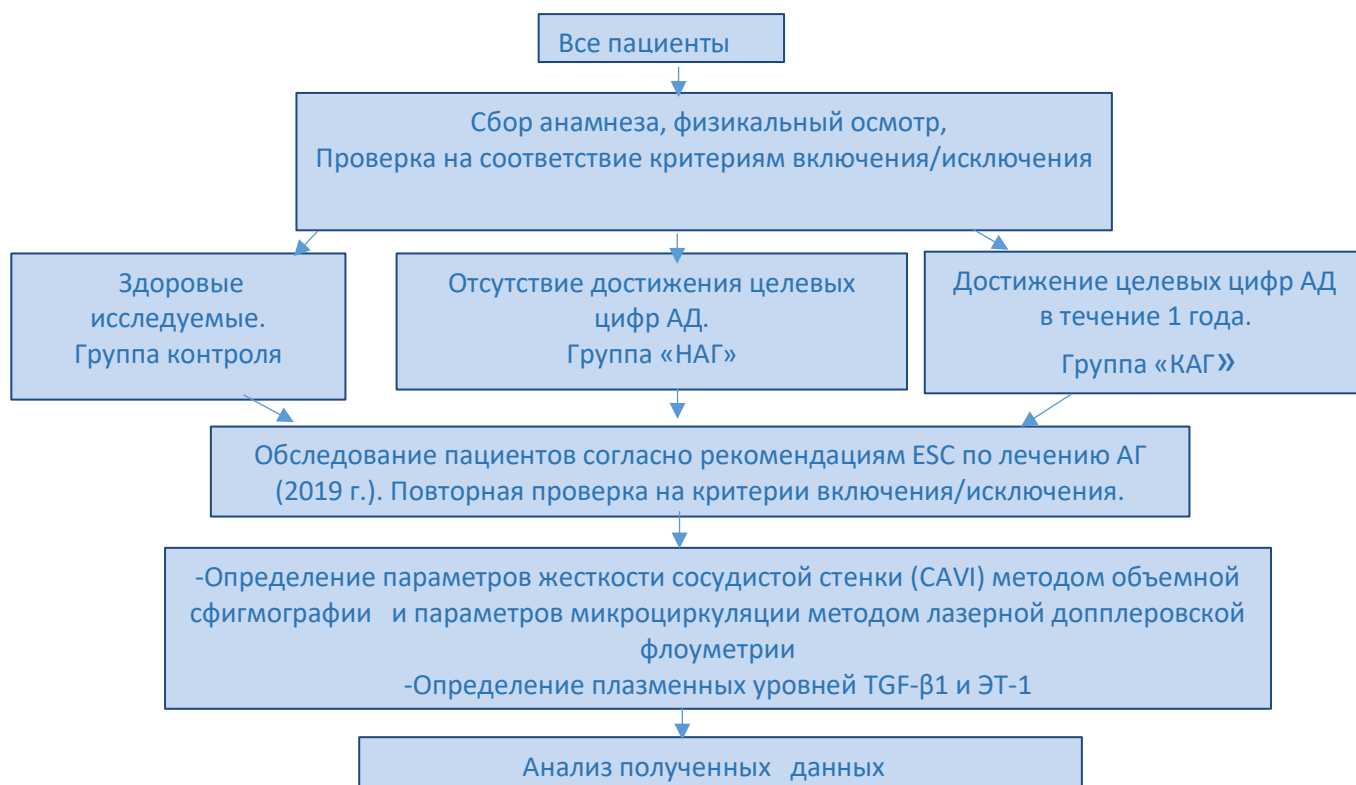 Все пациенты
Сбор анамнеза, физикальный осмотр,
Проверка на соответствие критериям включения/исключения
Здоровые
исследуемые.
Группа контроля
Отсутствие достижения целевых
цифр АД.
Группа «НАГ»
Достижение целевых цифр АД
в течение 1 года.
Группа «КАГ»
Обследование пациентов согласно рекомендациям ESC по лечению АГ
(2019 г.). Повторная проверка на критерии включения/исключения.
-Определение параметров жесткости сосудистой стенки (CAVI) методом объемной
сфигмографии и параметров микроциркуляции методом лазерной допплеровской
флоуметрии
-Определение плазменных уровней TGF-β1 и ЭТ-1
Анализ полученных данных